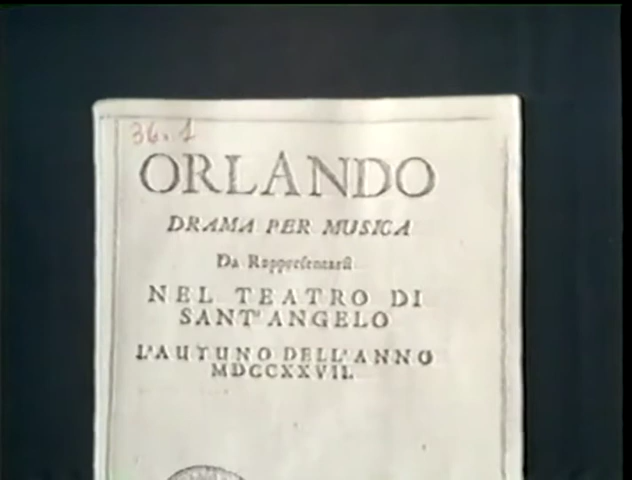 36.1
ORLANDO
DRAMA PER MUSICA
Da Rappresentarsi
NEL TEATRO DI
SANT'ANGELO
L'AUTUNO DELL'ANNO
MDCCXXVII.